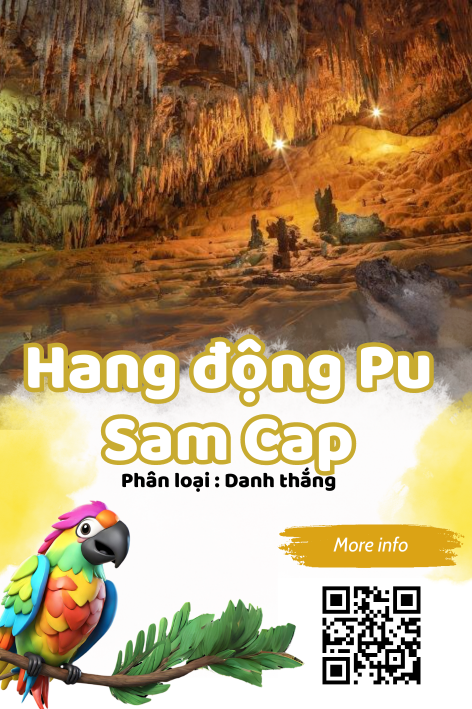 Hang động Pu
Sam Cap
Phân loại : Danh thắng
More info